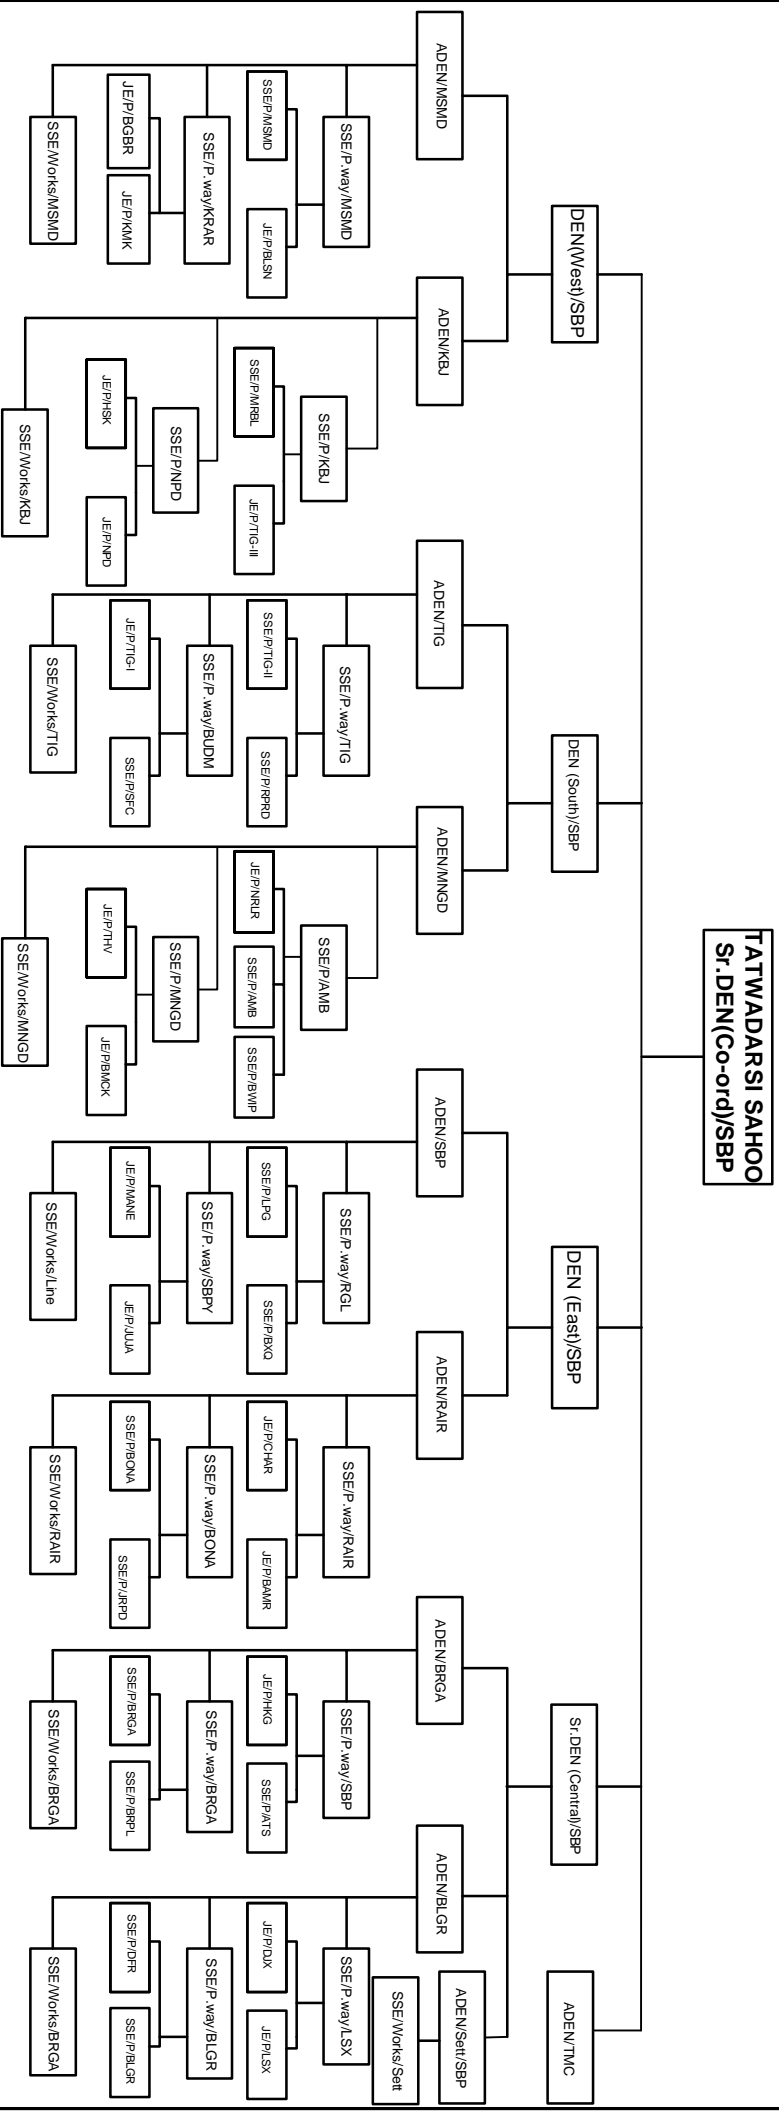 TATWADARSI SAHOO
Sr.DEN(Co-ord)/SBP
DEN(West)/SBP
DEN (South)/SBP
DEN (East)/SBP
Sr.DEN (Central)/SBP
ADEN/TMC
ADEN/MSMD
ADEN/KBJ
ADEN/TIG
ADEN/MNGD
ADEN/SBP
ADEN/RAIR
ADEN/BRGA
ADEN/BLGR
ADEN/Sett/SBP
SSE/Works/Sett
SSE/P.way/MSMD
SSE/P/MSMD
JE/P/BLSN
SSE/P.way/KRAR
JE/P/BGBR
JE/P/KMK
SSE/Works/MSMD
SSE/P/KBJ
SSE/P/MRBL
JE/P/TIG-III
SSE/P/NPD
JE/P/HSK
JE/P/NPD
SSE/Works/KBJ
SSE/P.way/TIG
SSE/P/TIG-II
SSE/P/RPRD
SSE/P.way/BUDM
JE/P/TIG-I
SSE/P/SFC
SSE/Works/TIG
SSE/P/AMB
JE/P/NRLR
SSE/P/AMB
SSE/P/BWIP
SSE/P/MNGD
JE/P/THV
JE/P/BMCK
SSE/Works/MNGD
SSE/P.way/RGL
SSE/P/LPG
SSE/P/BXQ
SSE/P.way/SBPY
JE/P/MANE
JE/P/JUJA
SSE/Works/Line
SSE/P.way/RAIR
JE/P/CHAR
JE/P/BAMR
SSE/P.way/BONA
SSE/P/BONA
SSE/P/JRPD
SSE/Works/RAIR
SSE/P.way/SBP
JE/P/HKG
SSE/P/ATS
SSE/P.way/BRGA
SSE/P/BRGA
SSE/P/BRPL
SSE/Works/BRGA
SSE/P.way/LSX
JE/P/DJX
JE/P/LSX
SSE/P.way/BLGR
SSE/P/DFR
SSE/P/BLGR
SSE/Works/BRGA